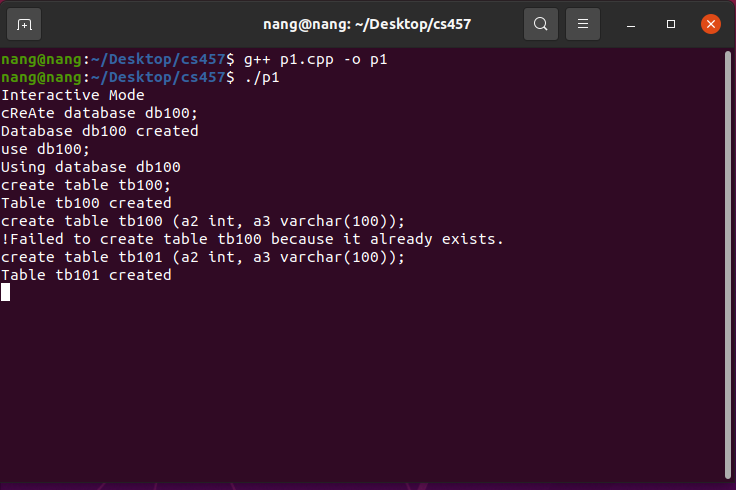 nang@nang: ~/Desktop/cs457
nang@nang:~/Desktop/cs457$ g++ p1.cpp -o p1
nang@nang:~/Desktop/cs457$ ./p1
Interactive Mode
cReAte database db100;
Database db100 created
use db100;
Using database db100
create table tb100;
Table tb100 created
create table tb100 (a2 int, a3 varchar(100));
!Failed to create table tb100 because it already exists.
create table tb101 (a2 int, a3 varchar(100));
Table tb101 created